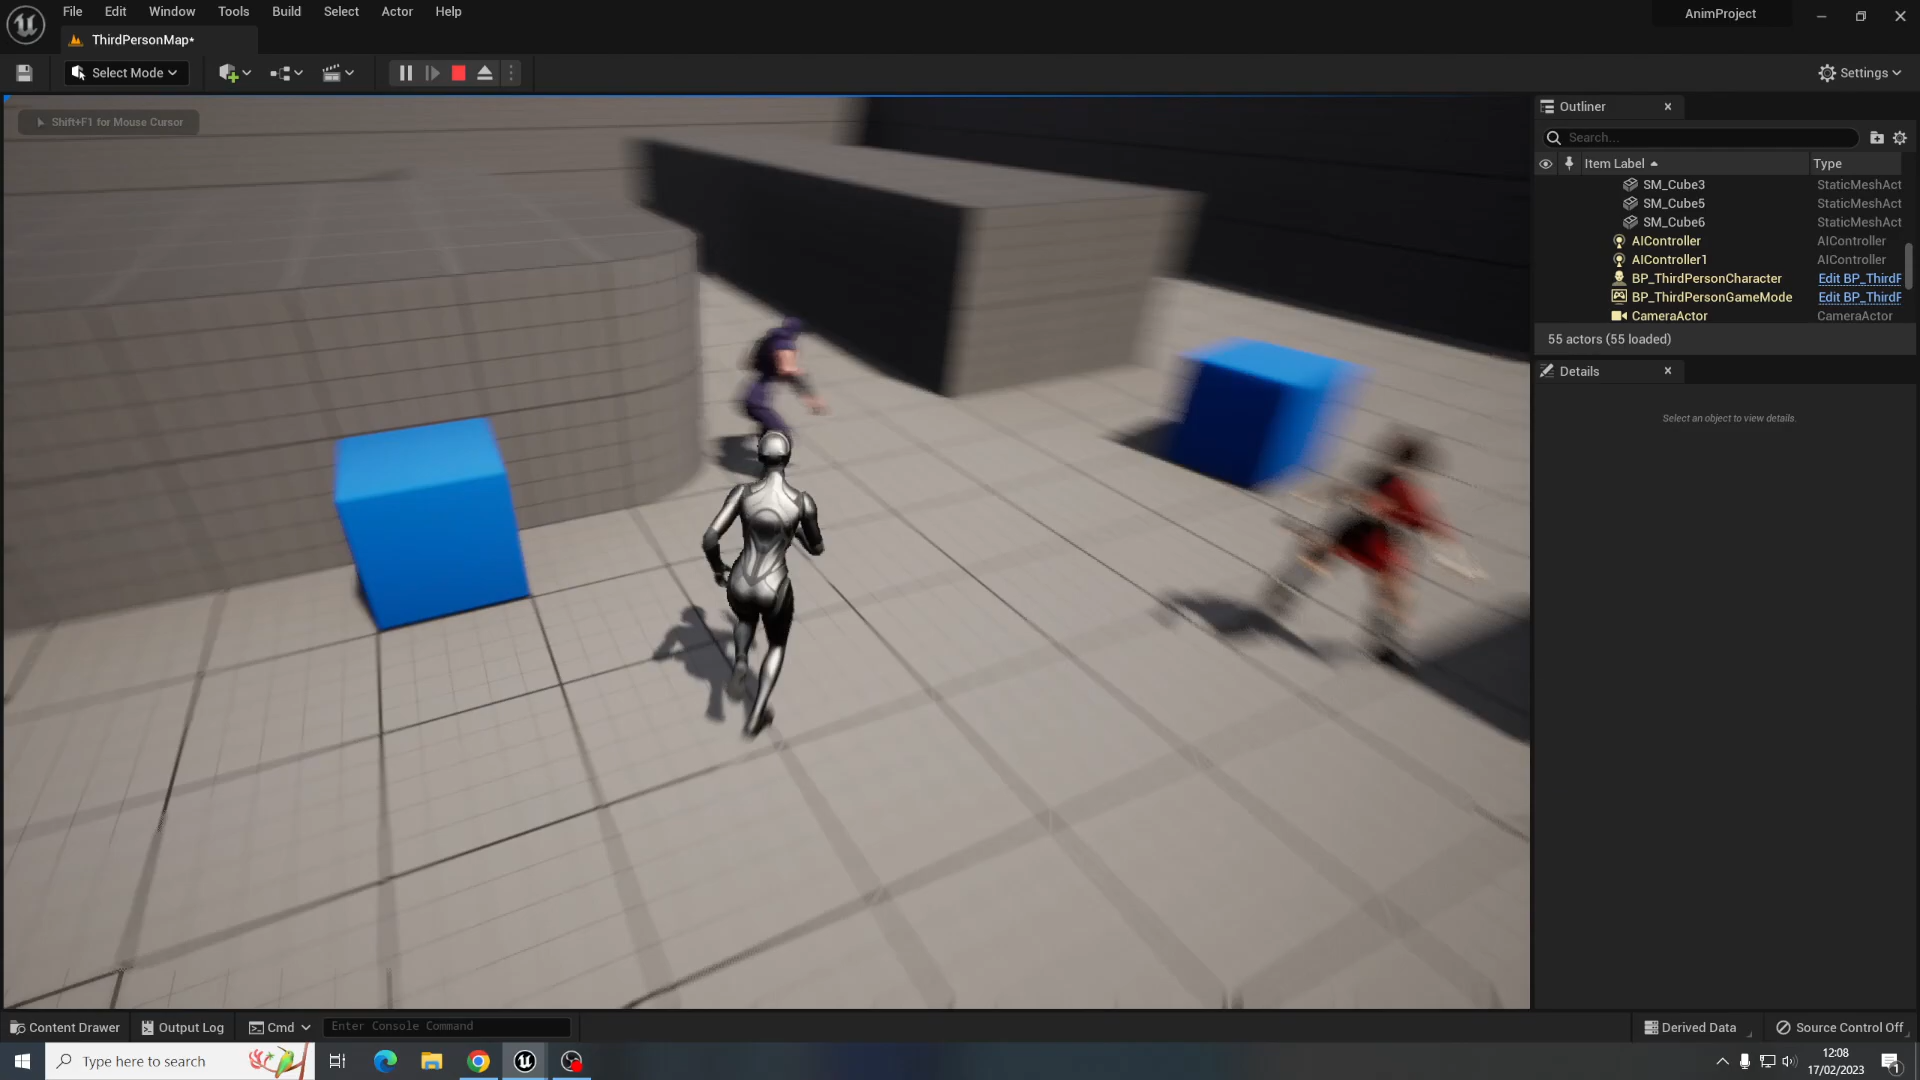 File Edit Window Tools Build Select Actor Help
AnimProject
ThirdPersonMap*
Select Mode
Settings
Shift+F1 for Mouse Cursor
Outliner
Search...
Item Label Type
SM_Cube3 StaticMeshAct
SM_Cube5 StaticMeshAct
SM_Cube6 StaticMeshAct
AIController AIController
AIController1 AIController
BP_ThirdPersonCharacter Edit BP_ThirdF
BP_ThirdPersonGameMode Edit BP_ThirdF
CameraActor CameraActor
55 actors (55 loaded)
Details
Select an object to view details.
Content Drawer Output Log Cmd Enter Console Command Derived Data Source Control Off
Type here to search
12:08
17/02/2023
1